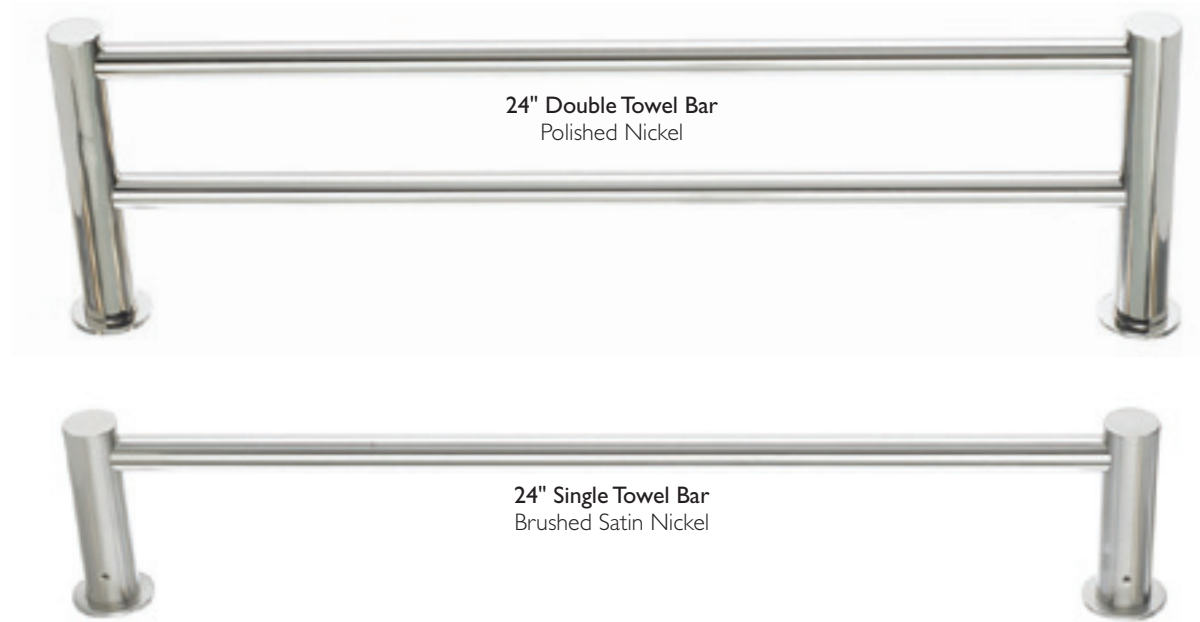 24" Double Towel Bar
Polished Nickel
24" Single Towel Bar
Brushed Satin Nickel